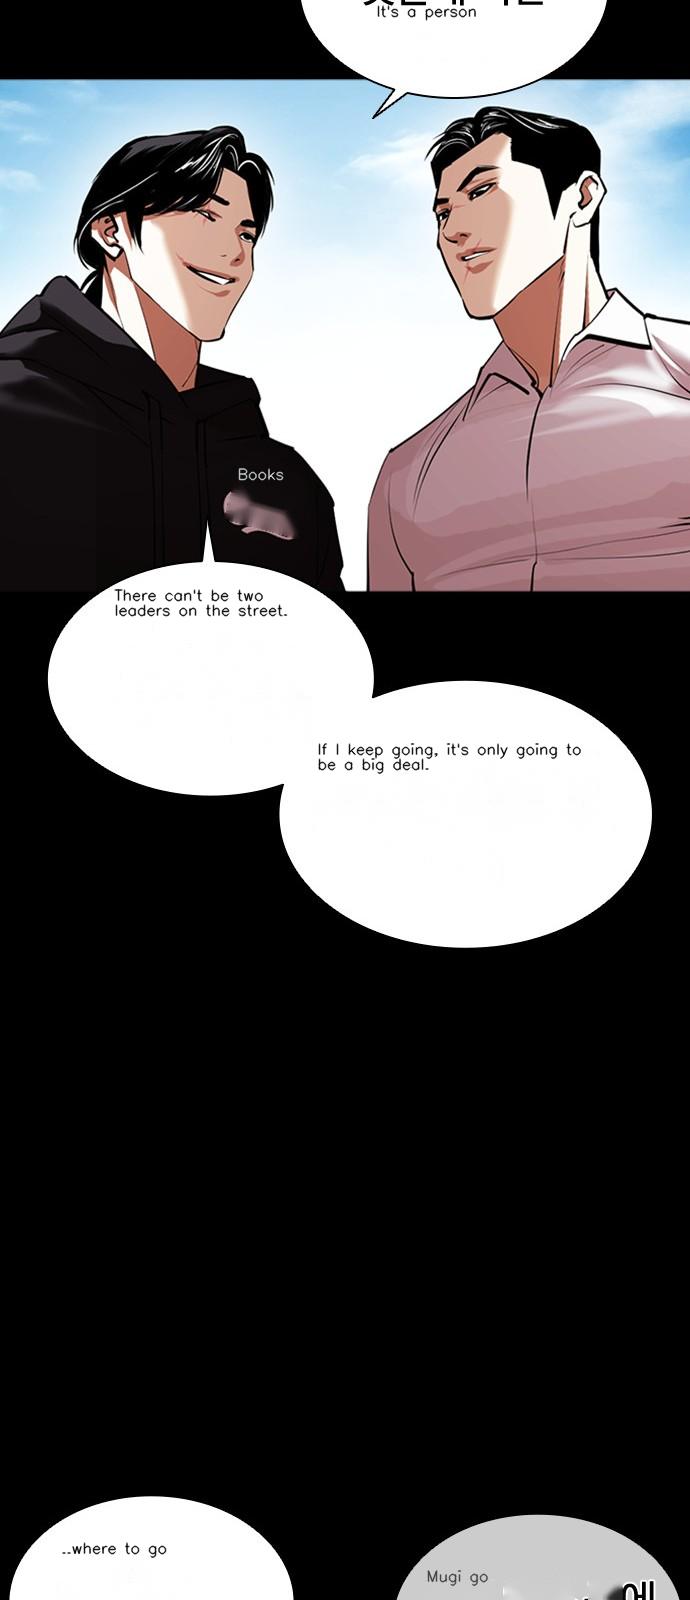 It's a person
Books
There can't be two
leaders on the street.
If I keep going, it's only going to
be a big deal.
..where to go
Mugi go
에